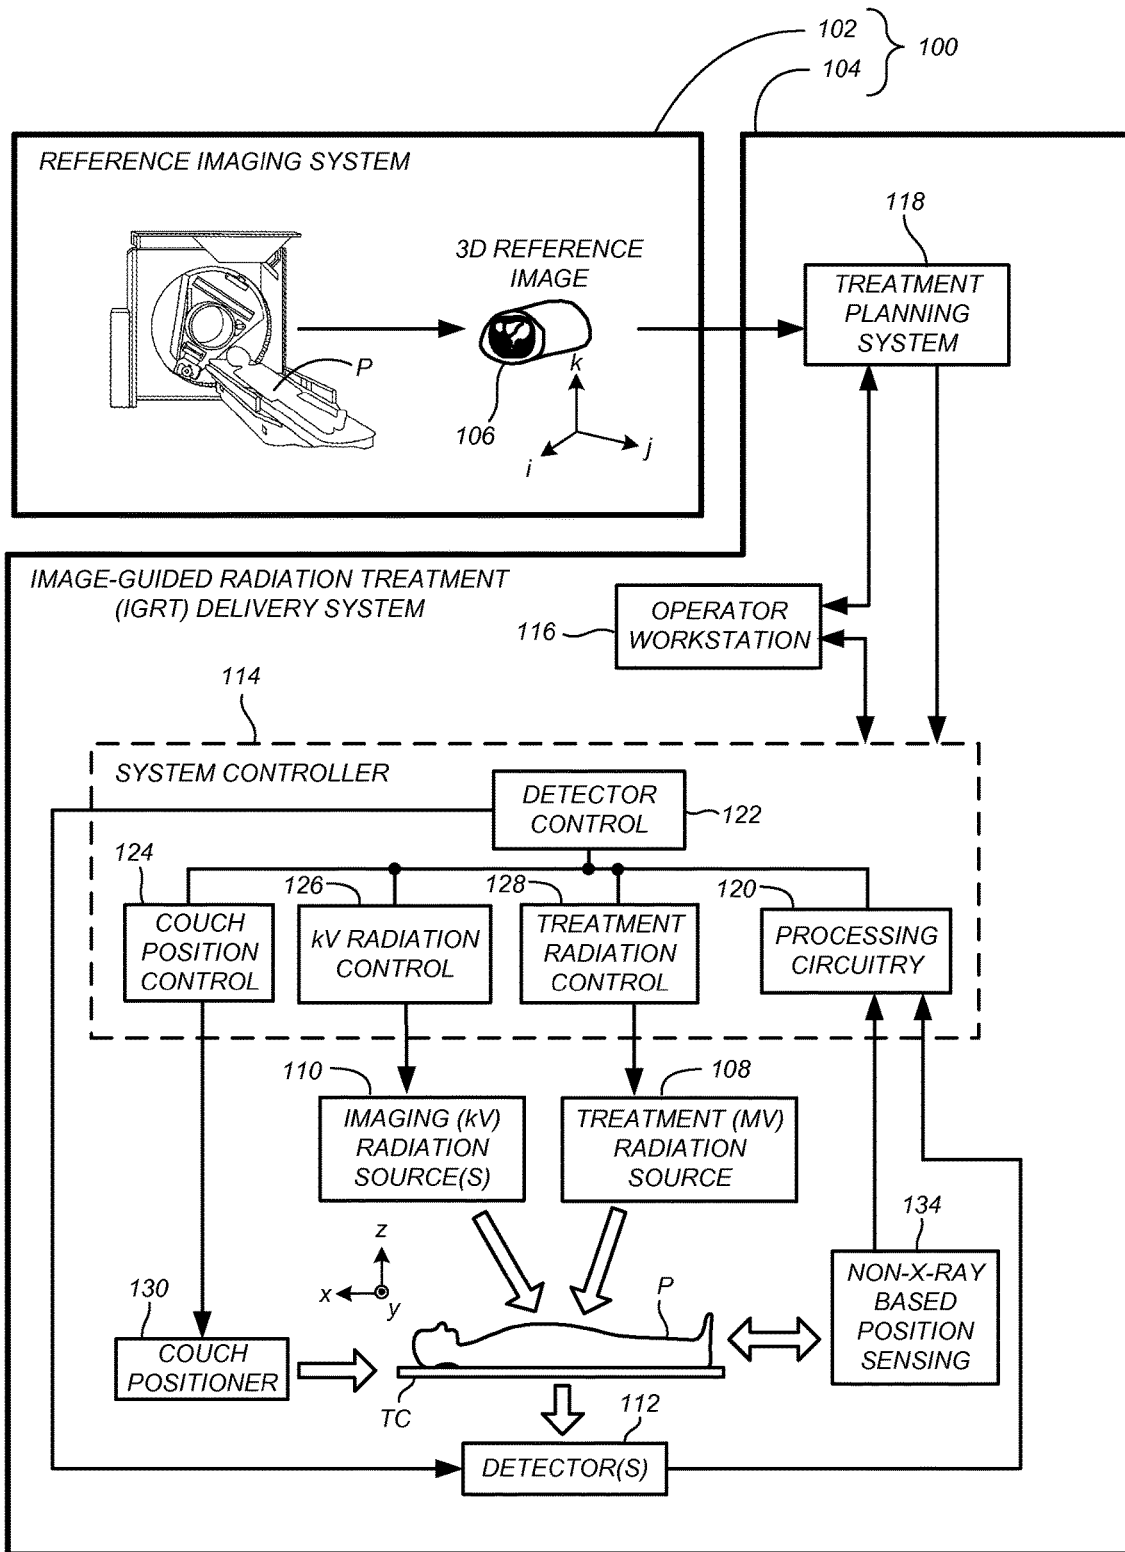 102
100
104
REFERENCE IMAGING SYSTEM
118
3D REFERENCE
IMAGE
TREATMENT
PLANNING
SYSTEM
P
k
106
i
j
IMAGE-GUIDED RADIATION TREATMENT
(IGRT) DELIVERY SYSTEM
OPERATOR
WORKSTATION
116
114
SYSTEM CONTROLLER
DETECTOR
CONTROL
122
124
126
128
120
COUCH
POSITION
CONTROL
kV RADIATION
CONTROL
TREATMENT
RADIATION
CONTROL
PROCESSING
CIRCUITRY
110
108
IMAGING (kV)
RADIATION
SOURCE(S)
TREATMENT (MV)
RADIATION
SOURCE
134
z
x
y
130
P
NON-X-RAY
BASED
POSITION
SENSING
COUCH
POSITIONER
TC
112
DETECTOR(S)